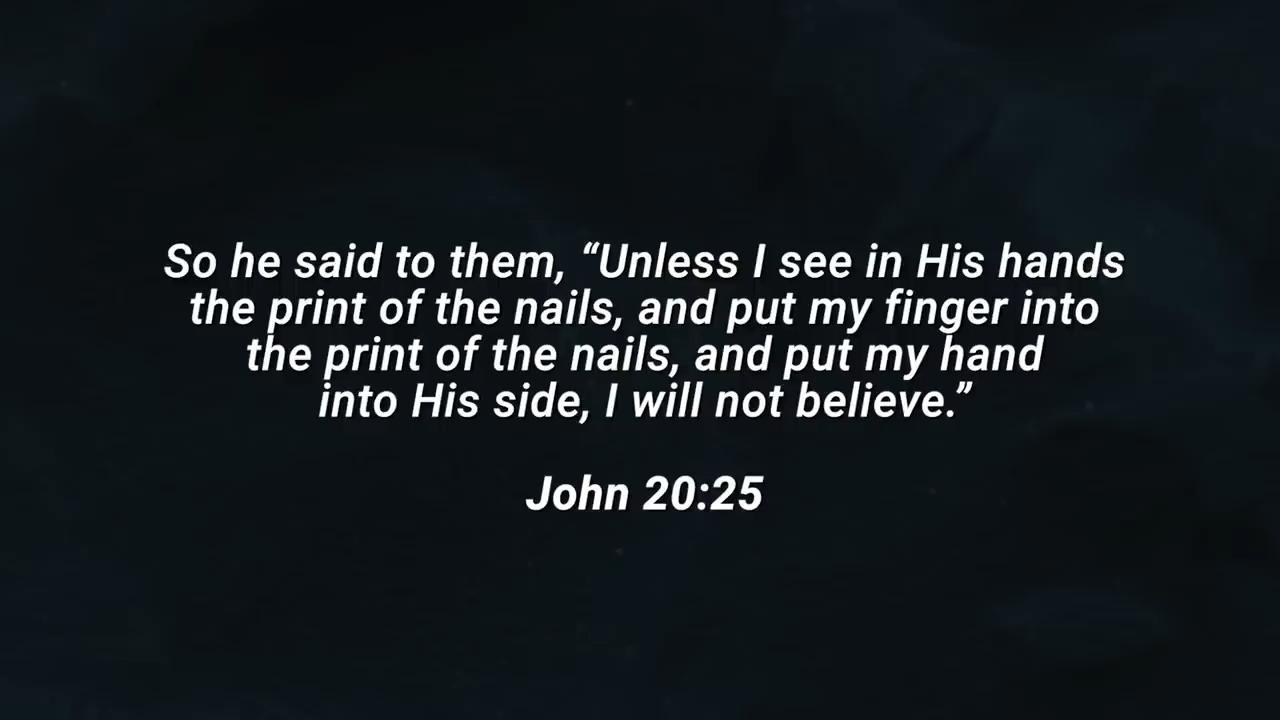 So he said to them, “Unless I see in His hands
the print of the nails, and put my finger into
the print of the nails, and put my hand
into His side, I will not believe.”
John 20:25